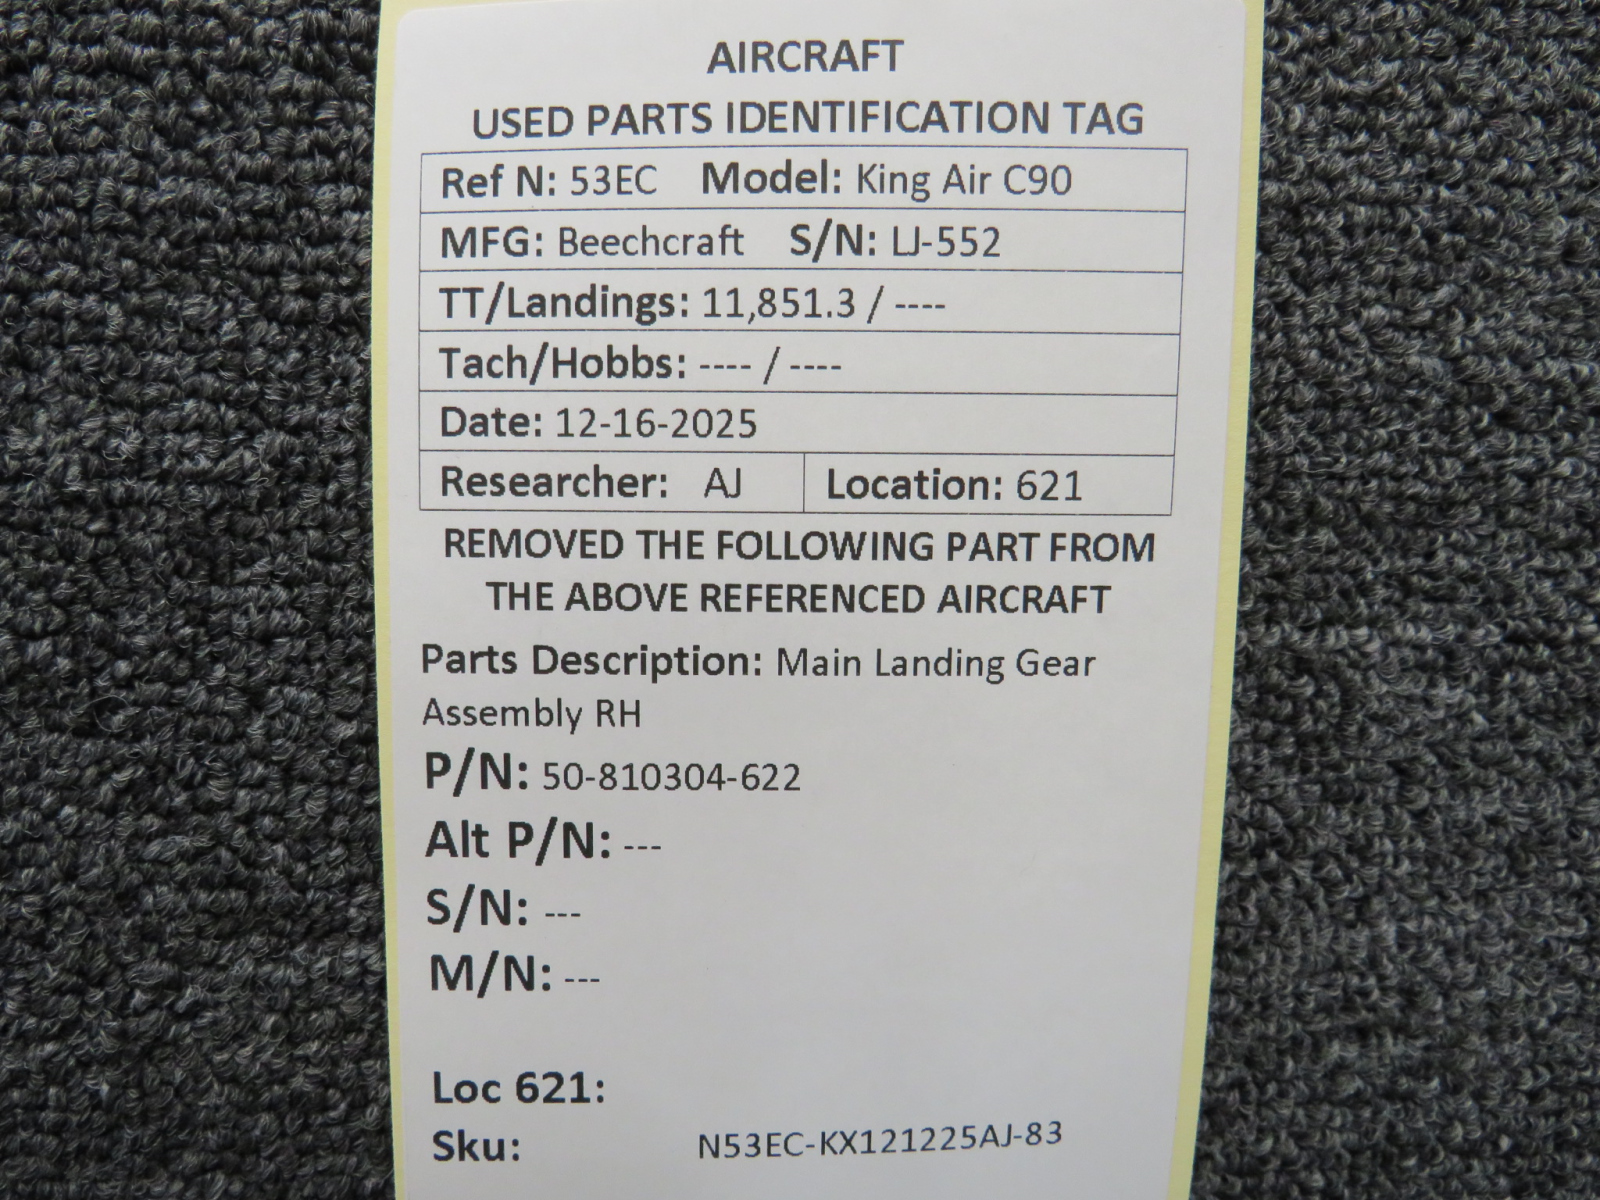 AIRCRAFT
USED PARTS IDENTIFICATION TAG
Ref N: 53EC Model: King Air C90
MFG: Beechcraft S/N: LJ-552
TT/Landings: 11,851.3 / ----
Tach/Hobbs: ---- / ----
Date: 12-16-2025
Researcher: AJ Location: 621
REMOVED THE FOLLOWING PART FROM
THE ABOVE REFERENCED AIRCRAFT
Parts Description: Main Landing Gear
Assembly RH
P/N: 50-810304-622
Alt P/N: ---
S/N: ---
M/N: ---
Loc 621:
Sku: N53EC-KX121225AJ-83